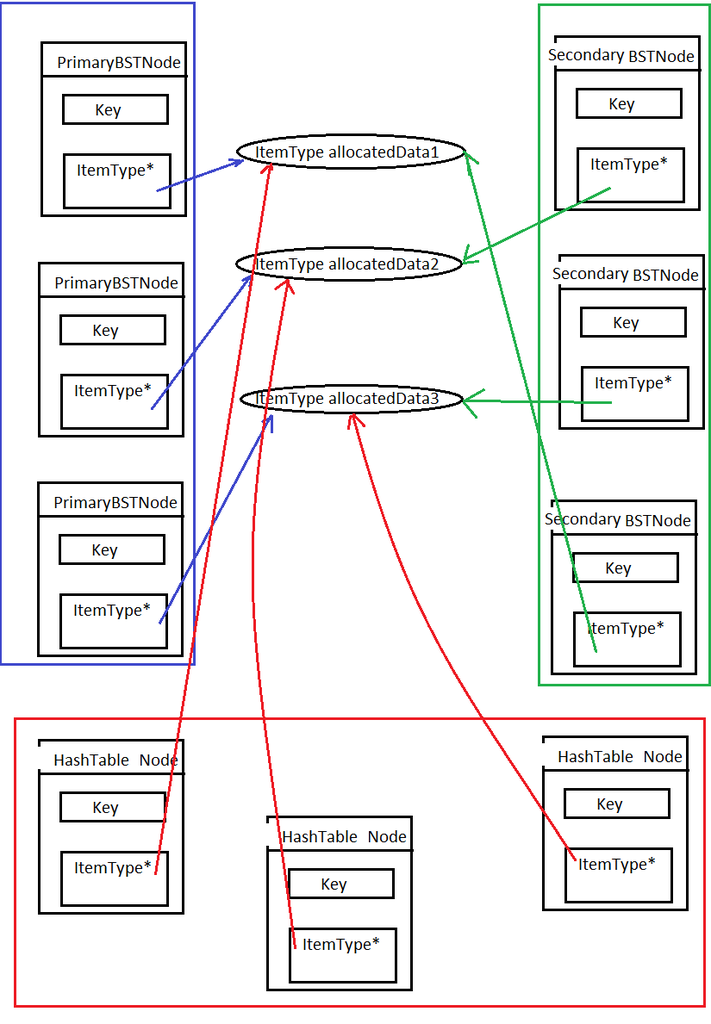 PrimaryBSTNode
Key
ItemType*
PrimaryBSTNode
Key
ItemType*
PrimaryBSTNode
Key
ItemType*
ItemType allocatedData1
ItemType allocatedData2
ItemType allocatedData3
Secondary BSTNode
Key
ItemType*
Secondary BSTNode
Key
ItemType*
Secondary BSTNode
Key
ItemType*
HashTable Node
Key
ItemType*
HashTable Node
Key
ItemType*
HashTable Node
Key
ItemType*